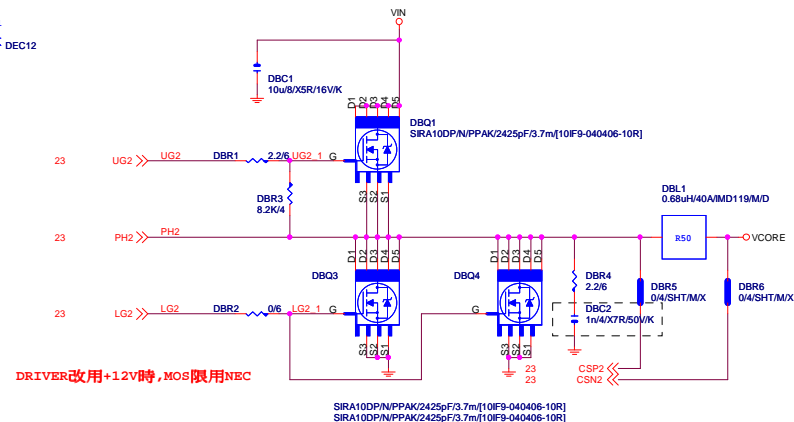 DEC12
VIN
DBC1
10u/8/X5R/16V/K
D1
D2
D3
D4
D5
DBQ1
SIRA10DP/N/PPAK/2425pF/3.7m/[10IF9-040406-10R]
23
UG2
UG2
DBR1
2.2/6
UG2_1
G
S3
S2
S1
DBR3
8.2K/4
DBL1
0.68uH/40A/IMD119/M/D
23
PH2
PH2
R50
VCORE
D1
D2
D3
D4
D5
D1
D2
D3
D4
D5
DBQ3
DBQ4
DBR4
2.2/6
DBR5
0/4/SHT/M/X
DBR6
0/4/SHT/M/X
23
LG2
LG2
DBR2
0/6
LG2_1
G
G
DBC2
1n/4/X7R/50V/K
S3
S2
S1
S3
S2
S1
23
CSP2
23
CSN2
DRIVER改用+12V時,MOS限用NEC
SIRA10DP/N/PPAK/2425pF/3.7m/[10IF9-040406-10R]
SIRA10DP/N/PPAK/2425pF/3.7m/[10IF9-040406-10R]